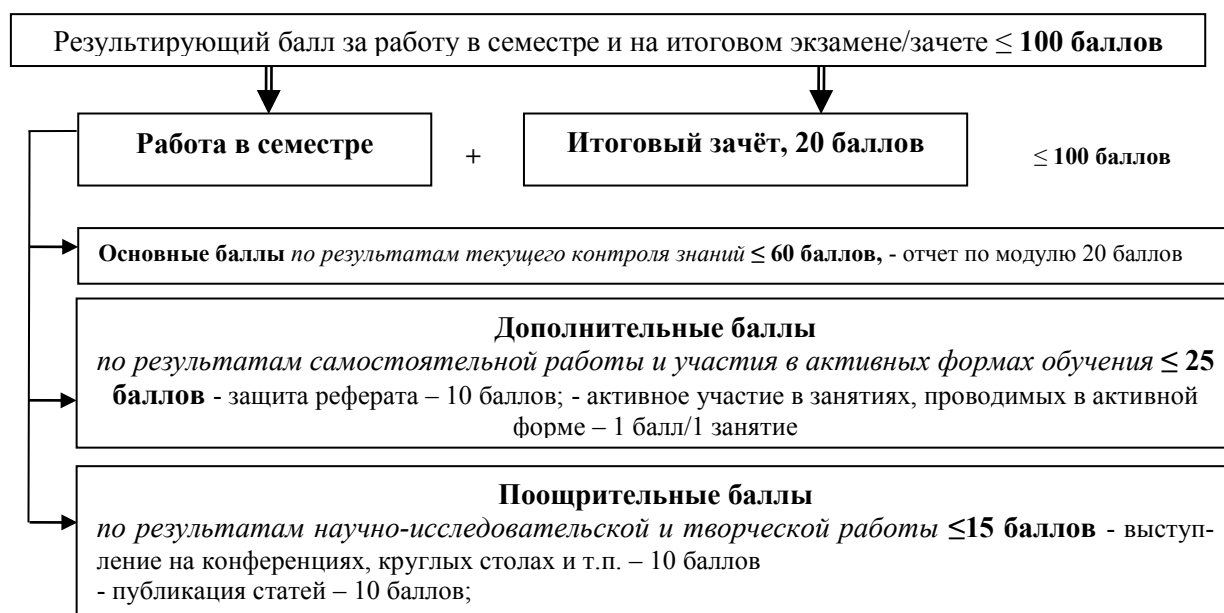 Результирующий балл за работу в семестре и на итоговом экзамене/зачете ≤ 100 баллов
Работа в семестре
+
Итоговый зачёт, 20 баллов
≤ 100 баллов
Основные баллы по результатам текущего контроля знаний ≤ 60 баллов, - отчет по модулю 20 баллов
Дополнительные баллы
по результатам самостоятельной работы и участия в активных формах обучения ≤ 25
баллов - защита реферата – 10 баллов; - активное участие в занятиях, проводимых в активной
форме – 1 балл/1 занятие
Поощрительные баллы
по результатам научно-исследовательской и творческой работы ≤15 баллов - выступ-
ление на конференциях, круглых столах и т.п. – 10 баллов
- публикация статей – 10 баллов;